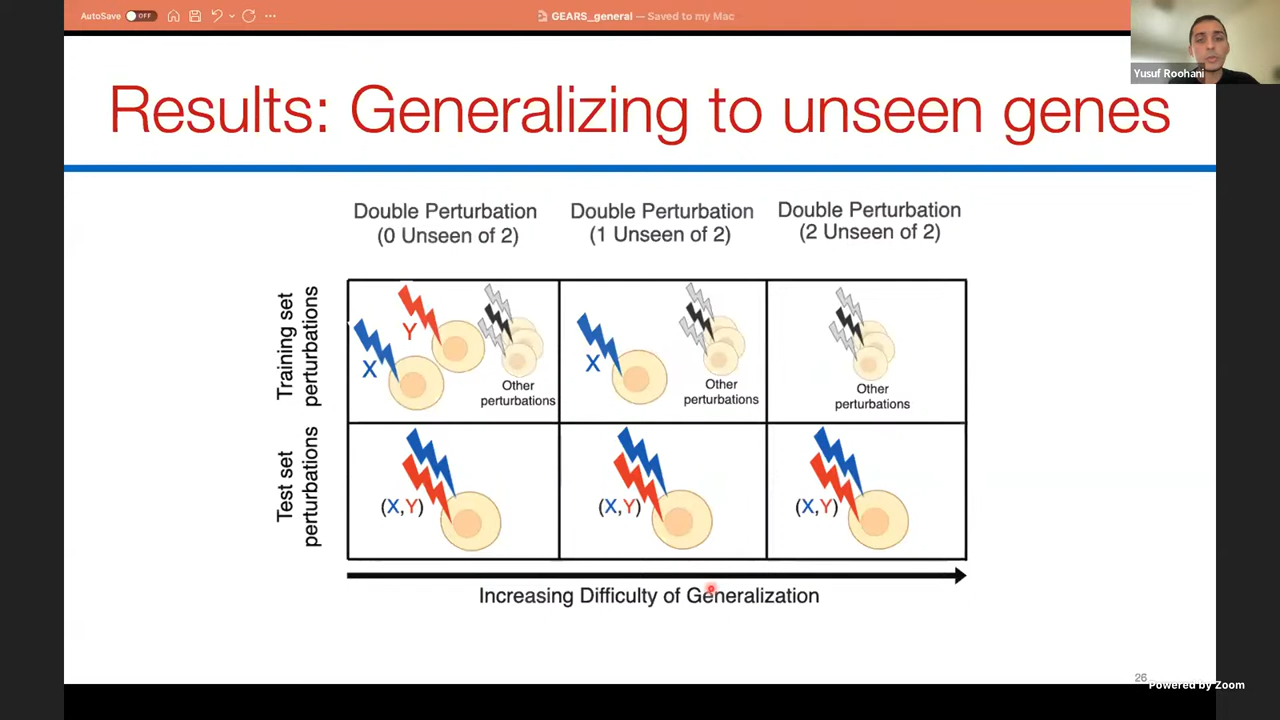 AutoSave OFF
GEARS_general — Saved to my Mac
Yusuf Roohani
Results: Generalizing to unseen genes
Double Perturbation
(0 Unseen of 2)
Double Perturbation
(1 Unseen of 2)
Double Perturbation
(2 Unseen of 2)
Training set
perturbations
X
Y
Other
perturbations
X
Other
perturbations
Other
perturbations
Test set
perturbations
(X,Y)
(X,Y)
(X,Y)
Increasing Difficulty of Generalization
26
Powered by Zoom